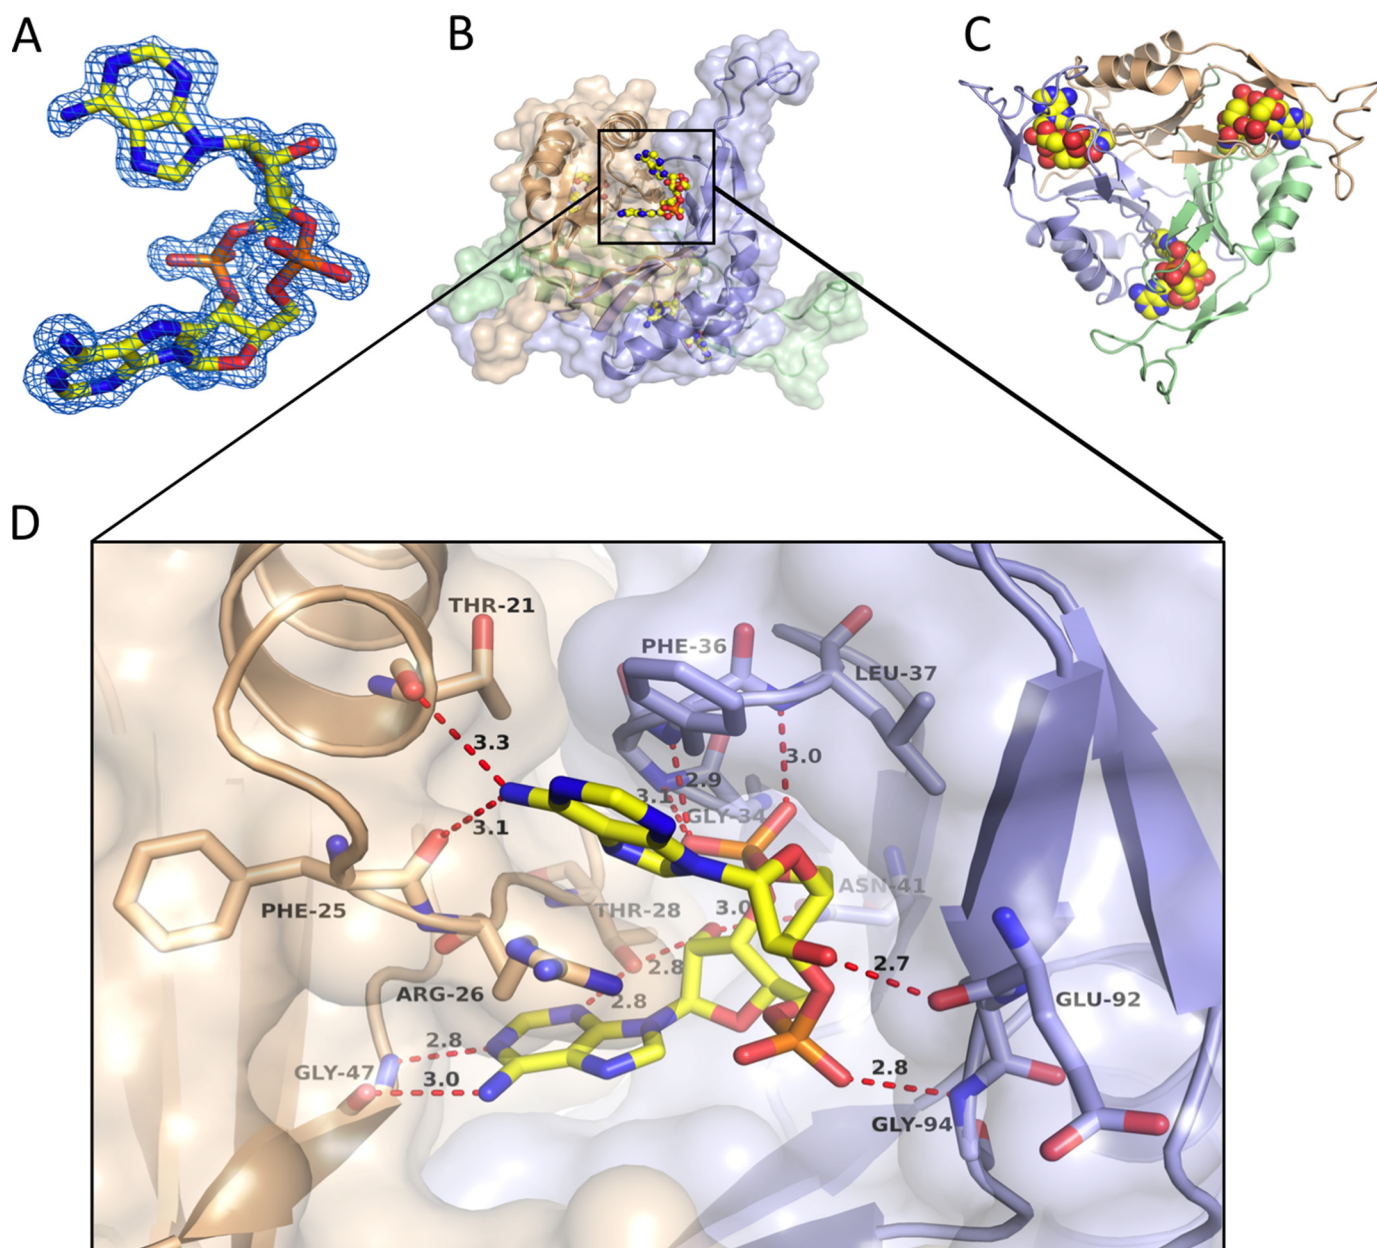 A
B
C
D
THR-21
PHE-36
LEU-37
3.3
3.0
2.9
3.1
GLY-34
3.1
ASN-41
PHE-25
THR-28
3.0
2.7
2.8
ARG-26
GLU-92
2.8
2.8
2.8
GLY-47
3.0
GLY-94